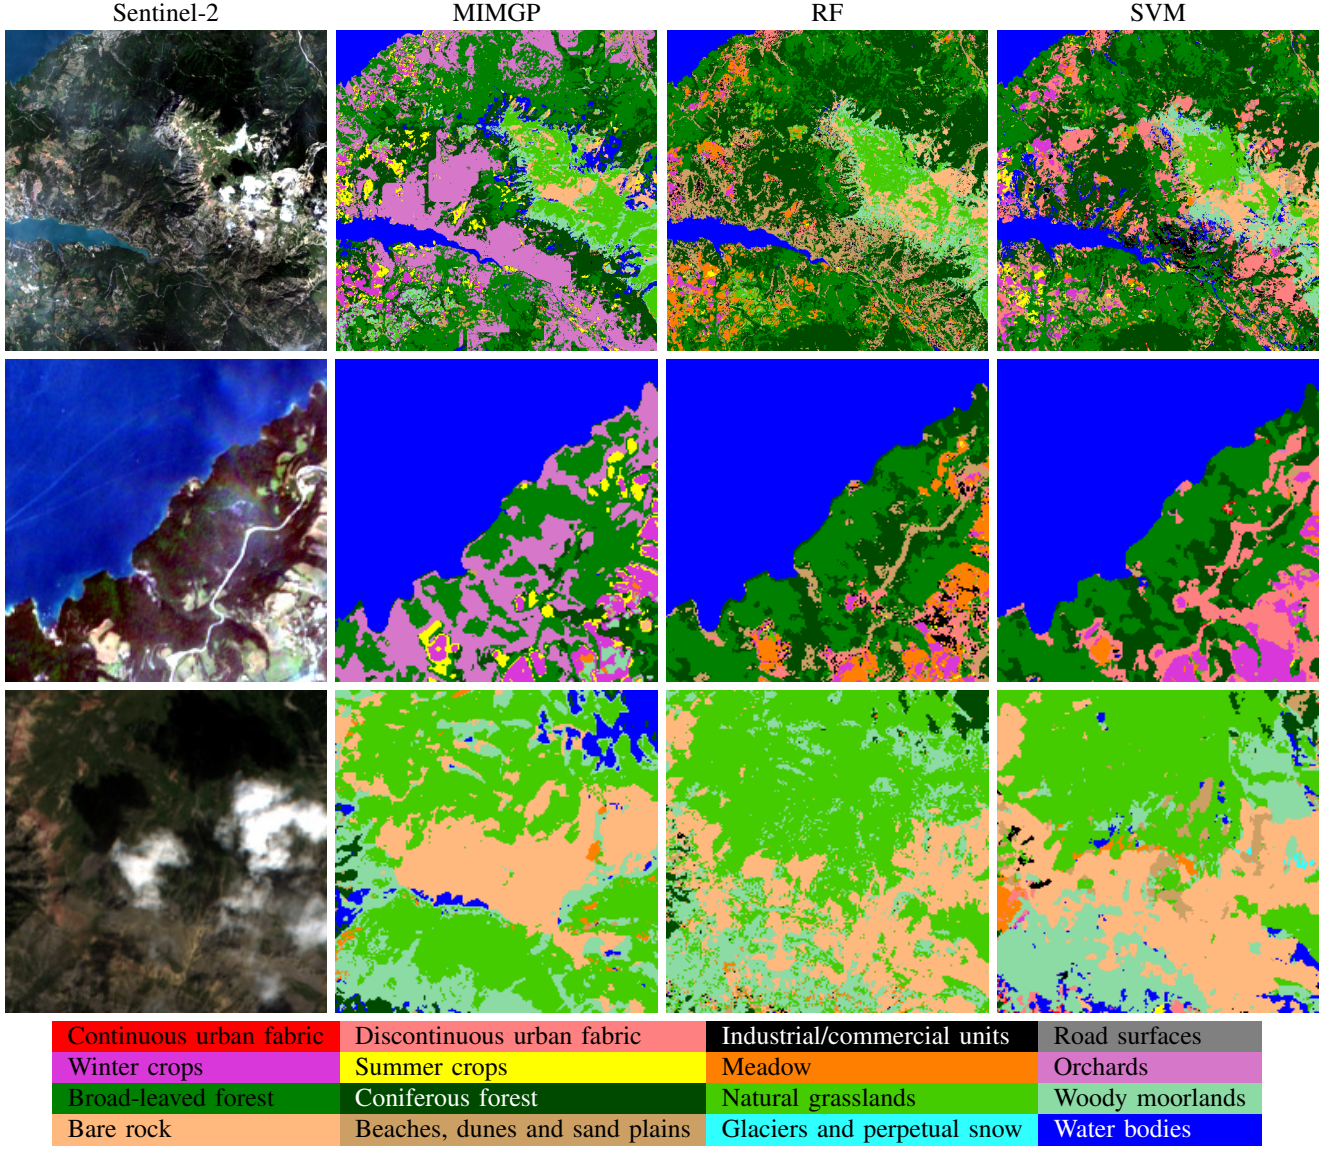 Sentinel-2 MIMGP RF SVM
Continuous urban fabric Discontinuous urban fabric Industrial/commercial units Road surfaces
Winter crops Summer crops Meadow Orchards
Broad-leaved forest Coniferous forest Natural grasslands Woody moorlands
Bare rock Beaches, dunes and sand plains Glaciers and perpetual snow Water bodies